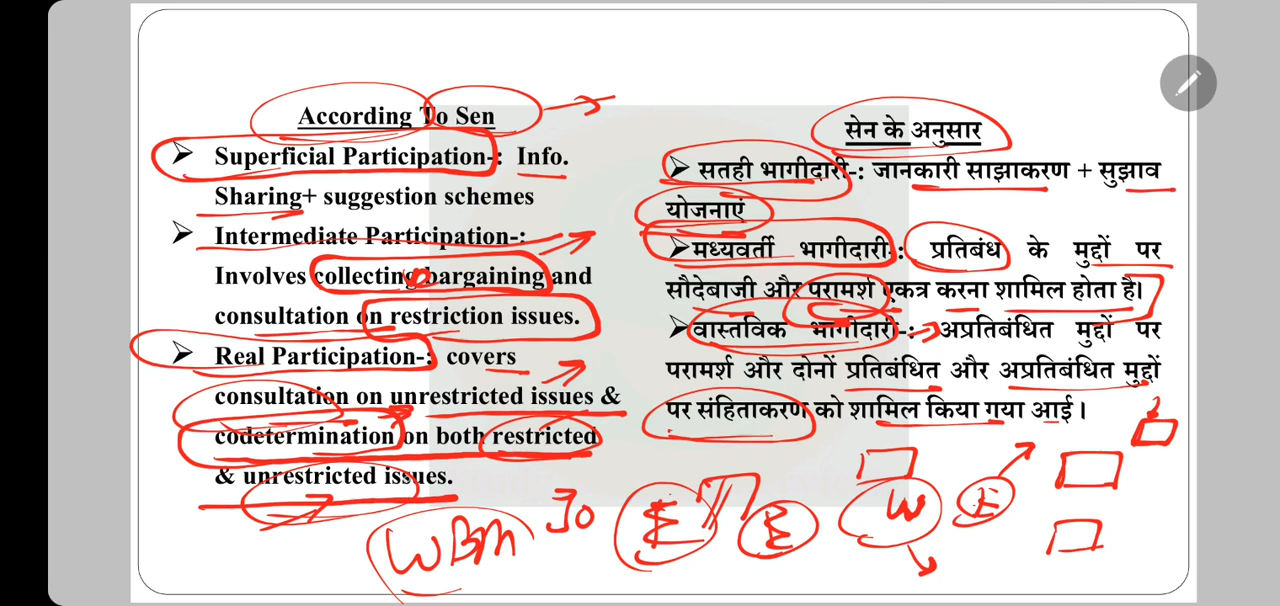 According To Sen
➤ Superficial Participation-: Info.
Sharing+ suggestion schemes
➤ Intermediate Participation-:
Involves collecting bargaining and
consultation on restriction issues.
➤ Real Participation-: covers
consultation on unrestricted issues &
codetermination on both restricted
& unrestricted issues.
सेन के अनुसार
➤ सतही भागीदारी-: जानकारी साझाकरण + सुझाव
योजनाएं
➤मध्यवर्ती भागीदारी-: प्रतिबंध के मुद्दों पर
सौदेबाजी और परामर्श एकत्र करना शामिल होता है।
➤वास्तविक भागीदारी-: अप्रतिबंधित मुद्दों पर
परामर्श और दोनों प्रतिबंधित और अप्रतिबंधित मुद्दों
पर संहिताकरण को शामिल किया गया आई।
WBM
E E W E